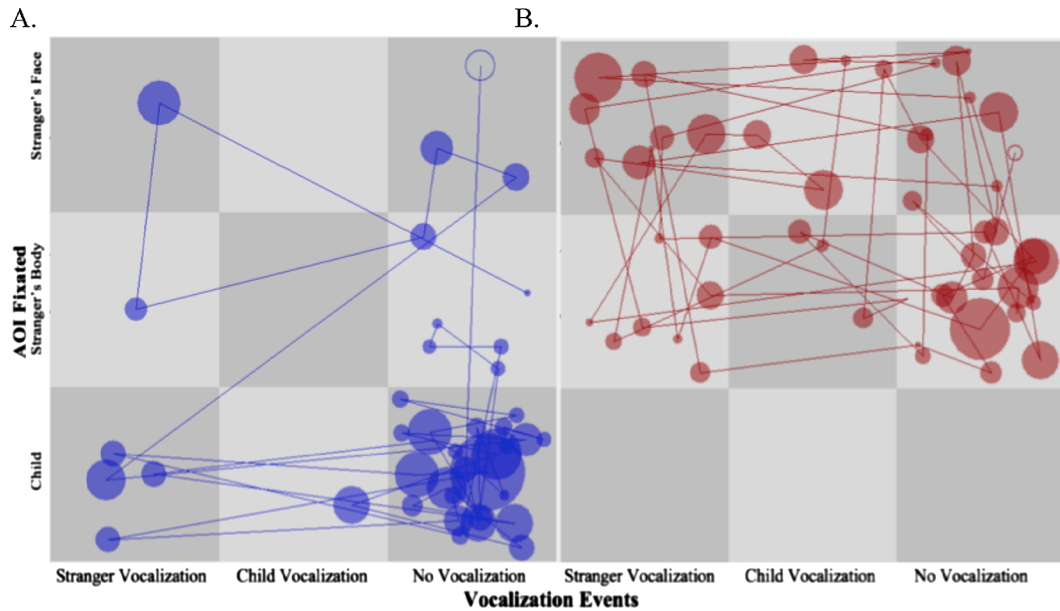 A.
B.
Stranger's Face
Stranger's Body
Child
AOI Fixated
Stranger Vocalization Child Vocalization No Vocalization Stranger Vocalization Child Vocalization No Vocalization
Vocalization Events